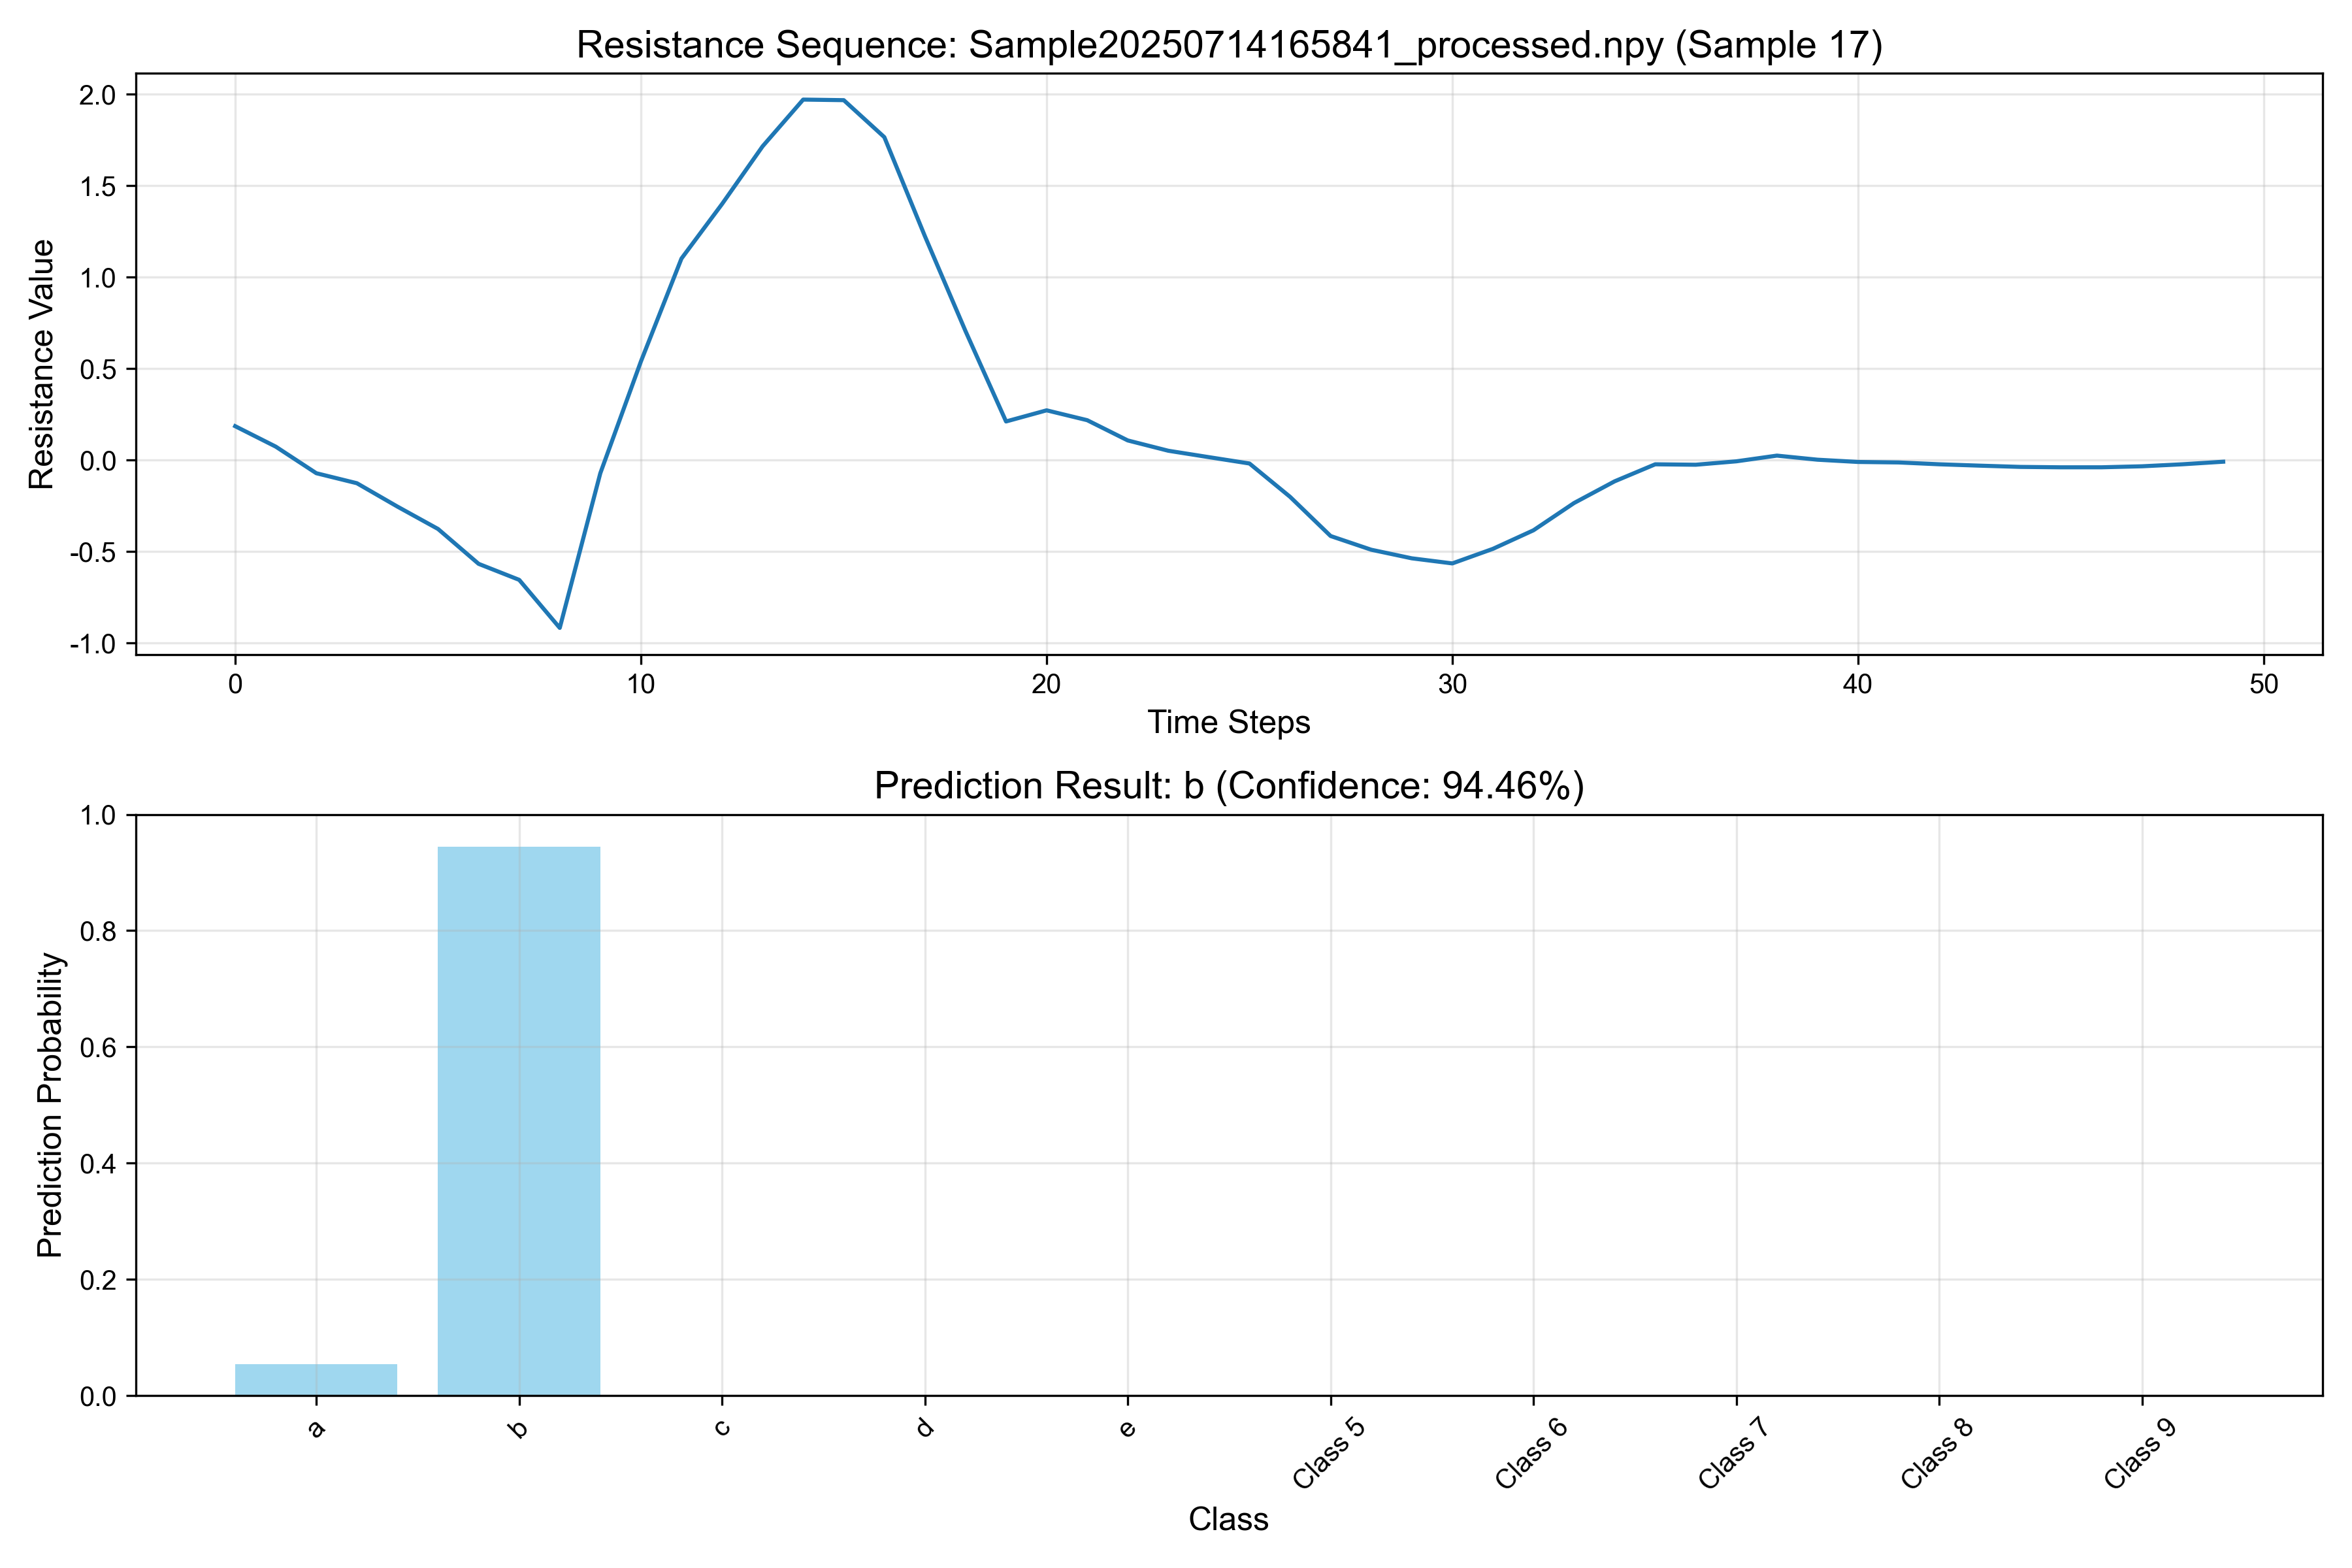 Resistance Sequence: Sample20250714165841_processed.npy (Sample 17)
2.0
1.5
1.0
0.5
0.0
-0.5
-1.0
Resistance Value
0 10 20 30 40 50
Time Steps
Prediction Result: b (Confidence: 94.46%)
1.0
0.8
0.6
0.4
0.2
0.0
Prediction Probability
a b c d e Class 5 Class 6 Class 7 Class 8 Class 9
Class